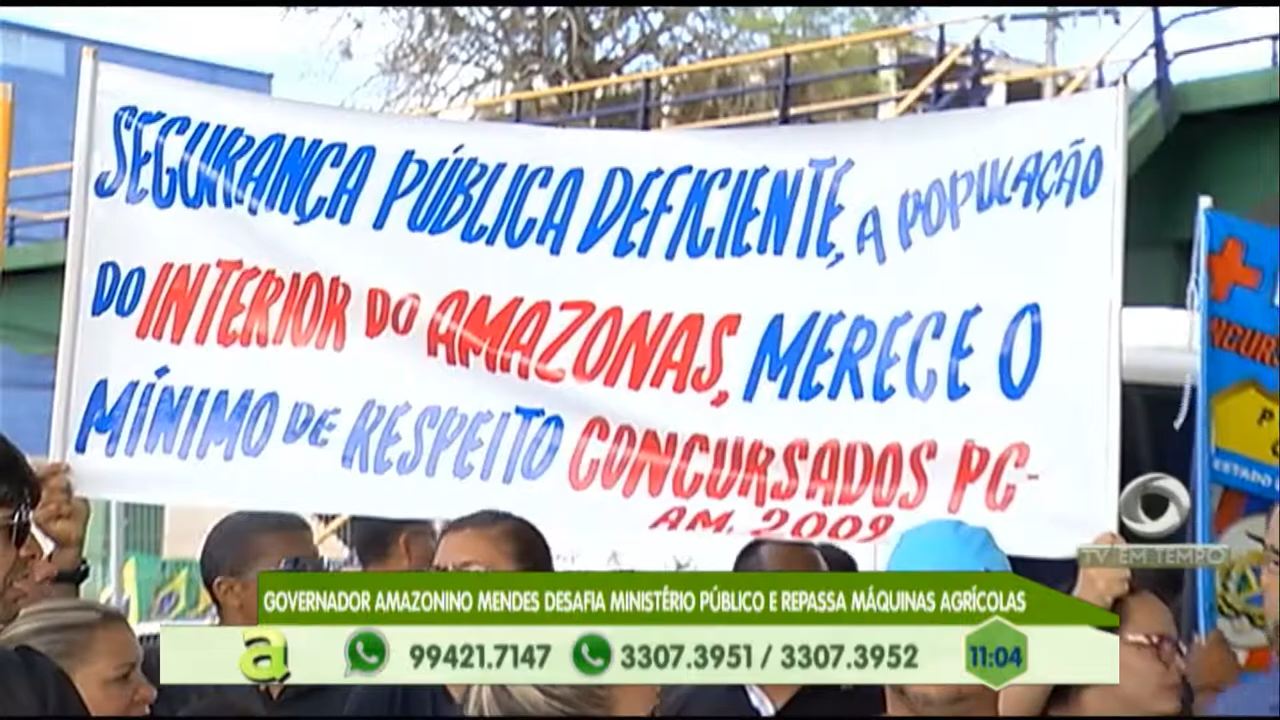 SEGURANÇA PÚBLICA DEFICIENTE, A POPULAÇÃO
DO INTERIOR DO AMAZONAS, MERECE O
MÍNIMO DE RESPEITO CONCURSADOS PC-
AM. 2009
ESTADO
TV EM TEMPO
GOVERNADOR AMAZONINO MENDES DESAFIA MINISTÉRIO PÚBLICO E REPASSA MÁQUINAS AGRÍCOLAS
a 99421.7147 3307.3951 / 3307.3952 11:04